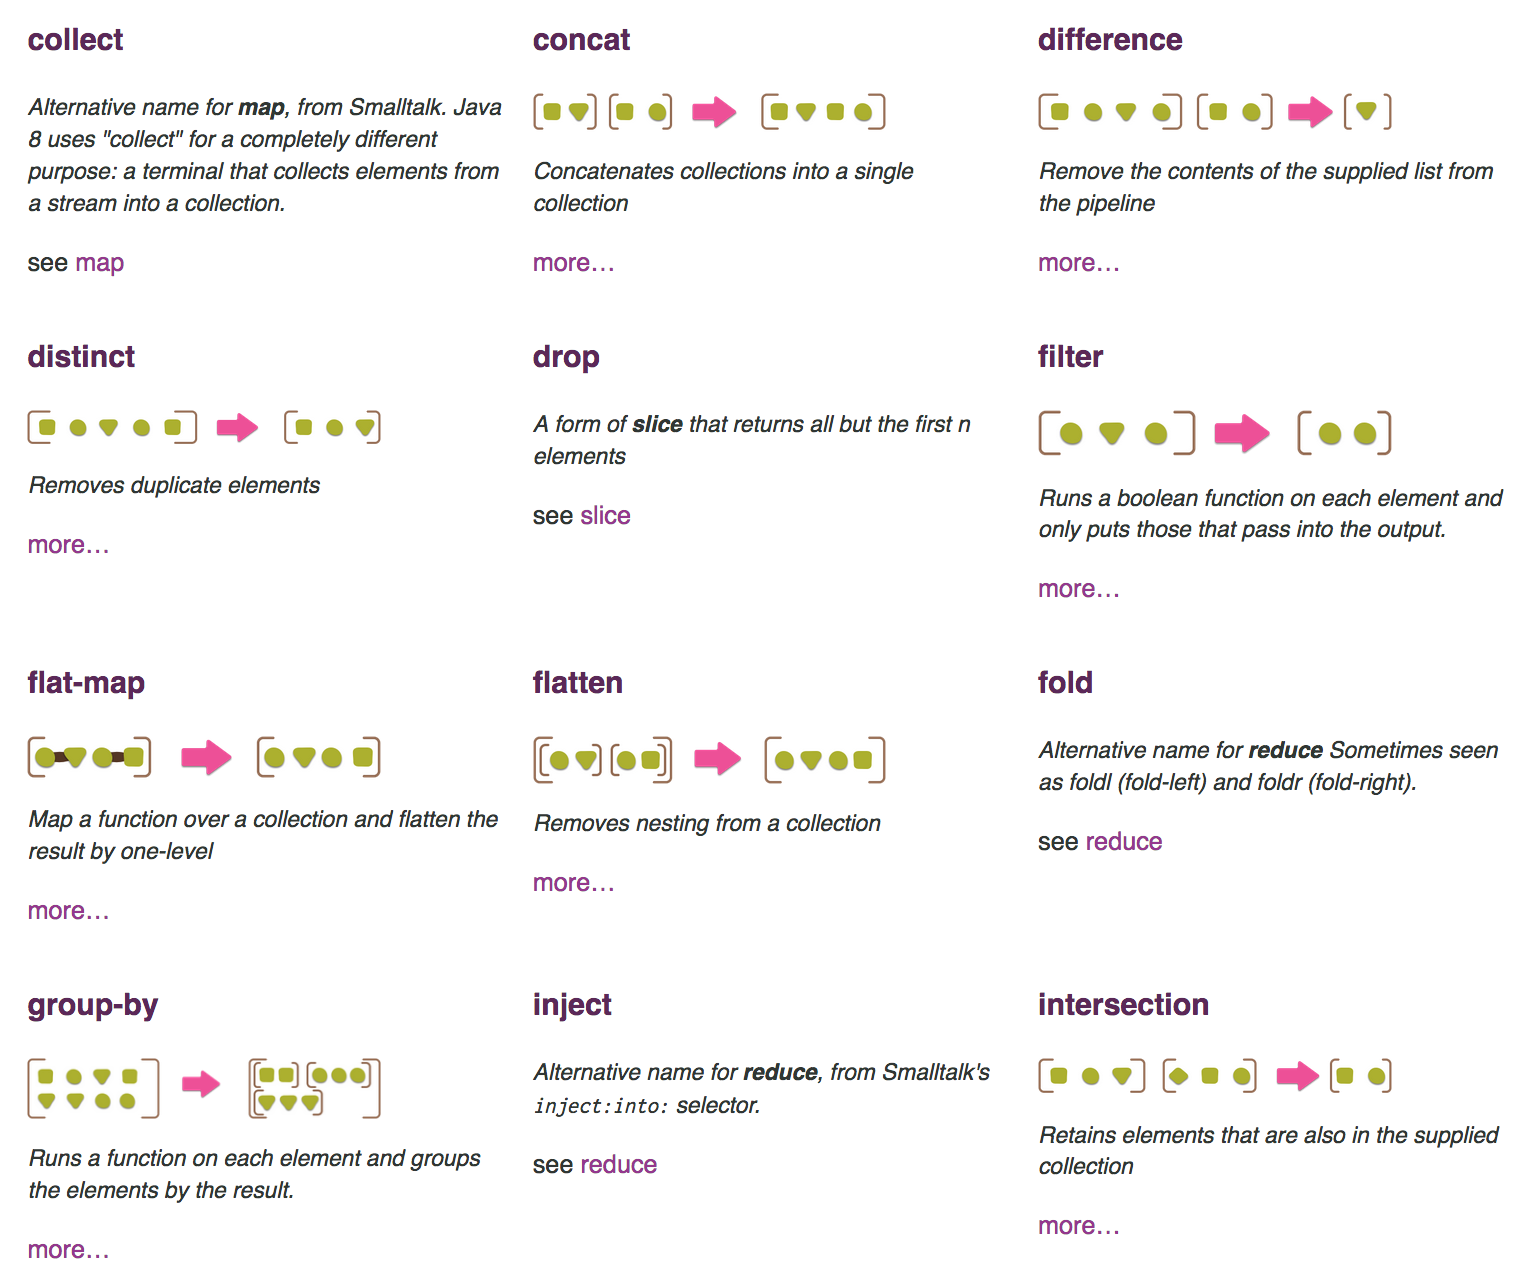 collect
Alternative name for map, from Smalltalk. Java
8 uses "collect" for a completely different
purpose: a terminal that collects elements from
a stream into a collection.
see map
concat
Concatenates collections into a single
collection
more…
difference
Remove the contents of the supplied list from
the pipeline
more…
distinct
Removes duplicate elements
more…
drop
A form of slice that returns all but the first n
elements
see slice
filter
Runs a boolean function on each element and
only puts those that pass into the output.
more…
flat-map
Map a function over a collection and flatten the
result by one-level
more…
flatten
Removes nesting from a collection
more…
fold
Alternative name for reduce Sometimes seen
as foldl (fold-left) and foldr (fold-right).
see reduce
group-by
Runs a function on each element and groups
the elements by the result.
more…
inject
Alternative name for reduce, from Smalltalk's
inject:into: selector.
see reduce
intersection
Retains elements that are also in the supplied
collection
more…